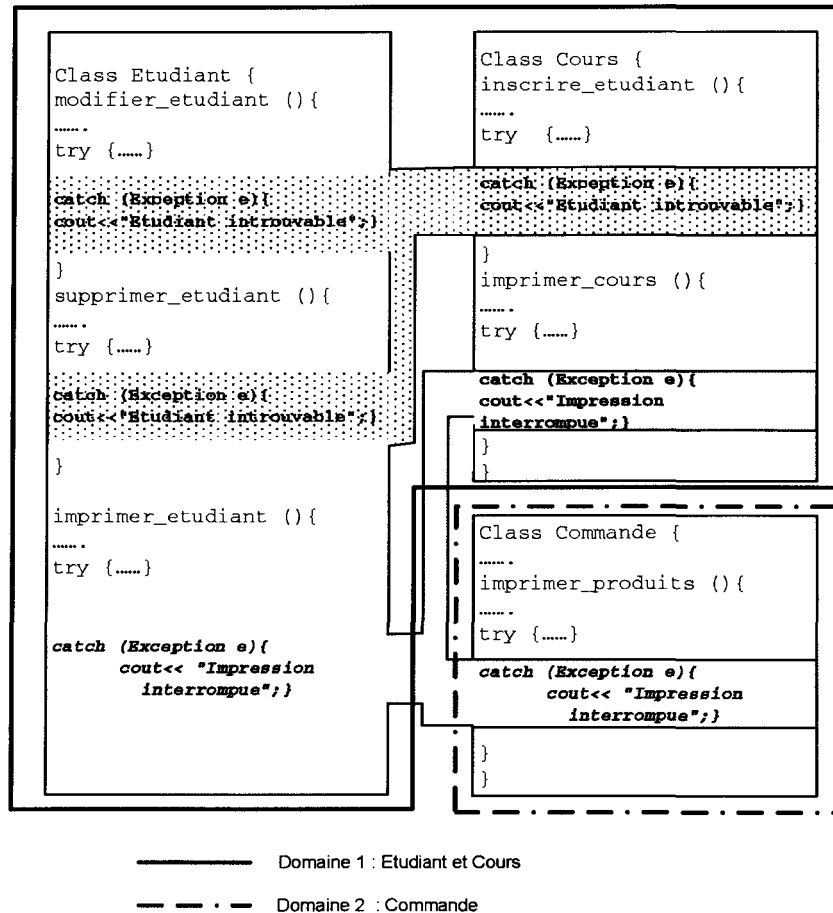 Class Etudiant {
modifier_etudiant (){
…….
try {……}
catch (Exception e){
cout<<"Etudiant introuvable";}
}
supprimer_etudiant (){
…….
try {……}
catch (Exception e){
cout<<"Etudiant introuvable";}
}
imprimer_etudiant (){
…….
try {……}
catch (Exception e){
cout<< "Impression
interrompue";}
Class Cours {
inscrire_etudiant (){
…….
try {……}
catch (Exception e){
cout<<"Etudiant introuvable";}
}
imprimer_cours (){
…….
try {……}
catch (Exception e){
cout<<"Impression
interrompue";}
}
}
Class Commande {
…….
imprimer_produits (){
…….
try {……}
catch (Exception e){
cout<< "Impression
interrompue";}
}
}
Domaine 1 : Etudiant et Cours
Domaine 2 : Commande